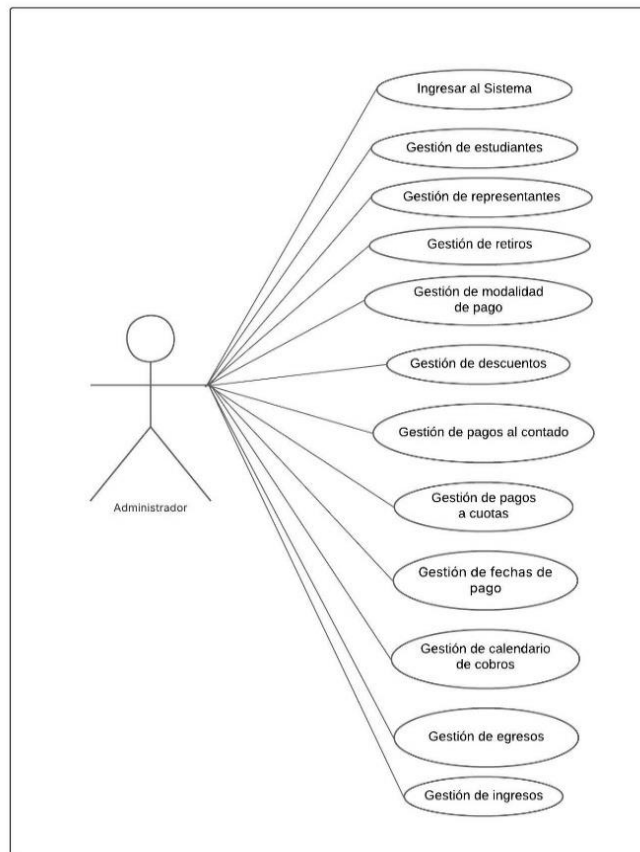 Ingresar al Sistema
Gestión de estudiantes
Gestión de representantes
Gestión de retiros
Gestión de modalidad
de pago
Gestión de descuentos
Gestión de pagos al contado
Gestión de pagos
a cuotas
Administrador
Gestión de fechas de
pago
Gestión de calendario
de cobros
Gestión de egresos
Gestión de ingresos